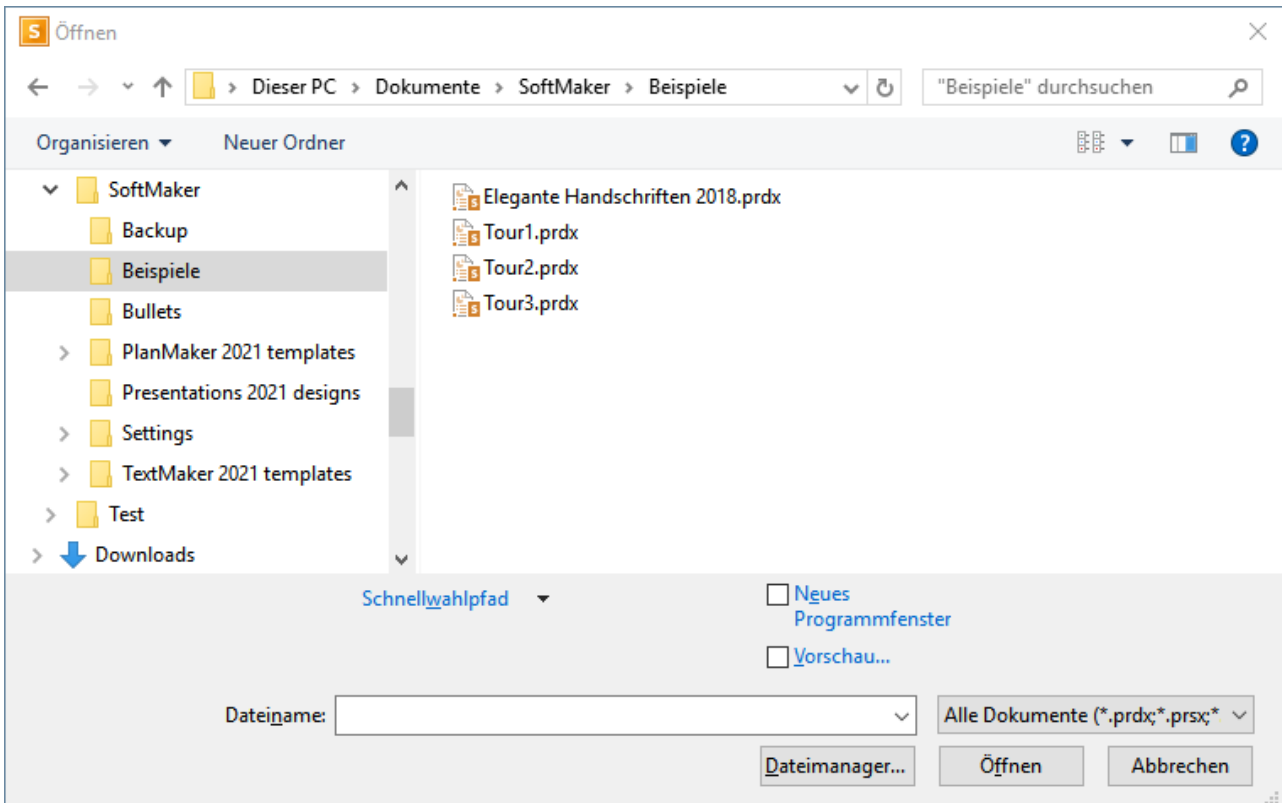 Öffnen
Dieser PC > Dokumente > SoftMaker > Beispiele
"Beispiele" durchsuchen
Organisieren
Neuer Ordner
SoftMaker
Backup
Beispiele
Bullets
PlanMaker 2021 templates
Presentations 2021 designs
Settings
TextMaker 2021 templates
Test
Downloads
Elegante Handschriften 2018.prdx
Tour1.prdx
Tour2.prdx
Tour3.prdx
Schnellwahlpfad
Neues
Programmfenster
Vorschau...
Dateiname:
Alle Dokumente (*.prdx;*.prsx;*
Dateimanager...
Öffnen
Abbrechen